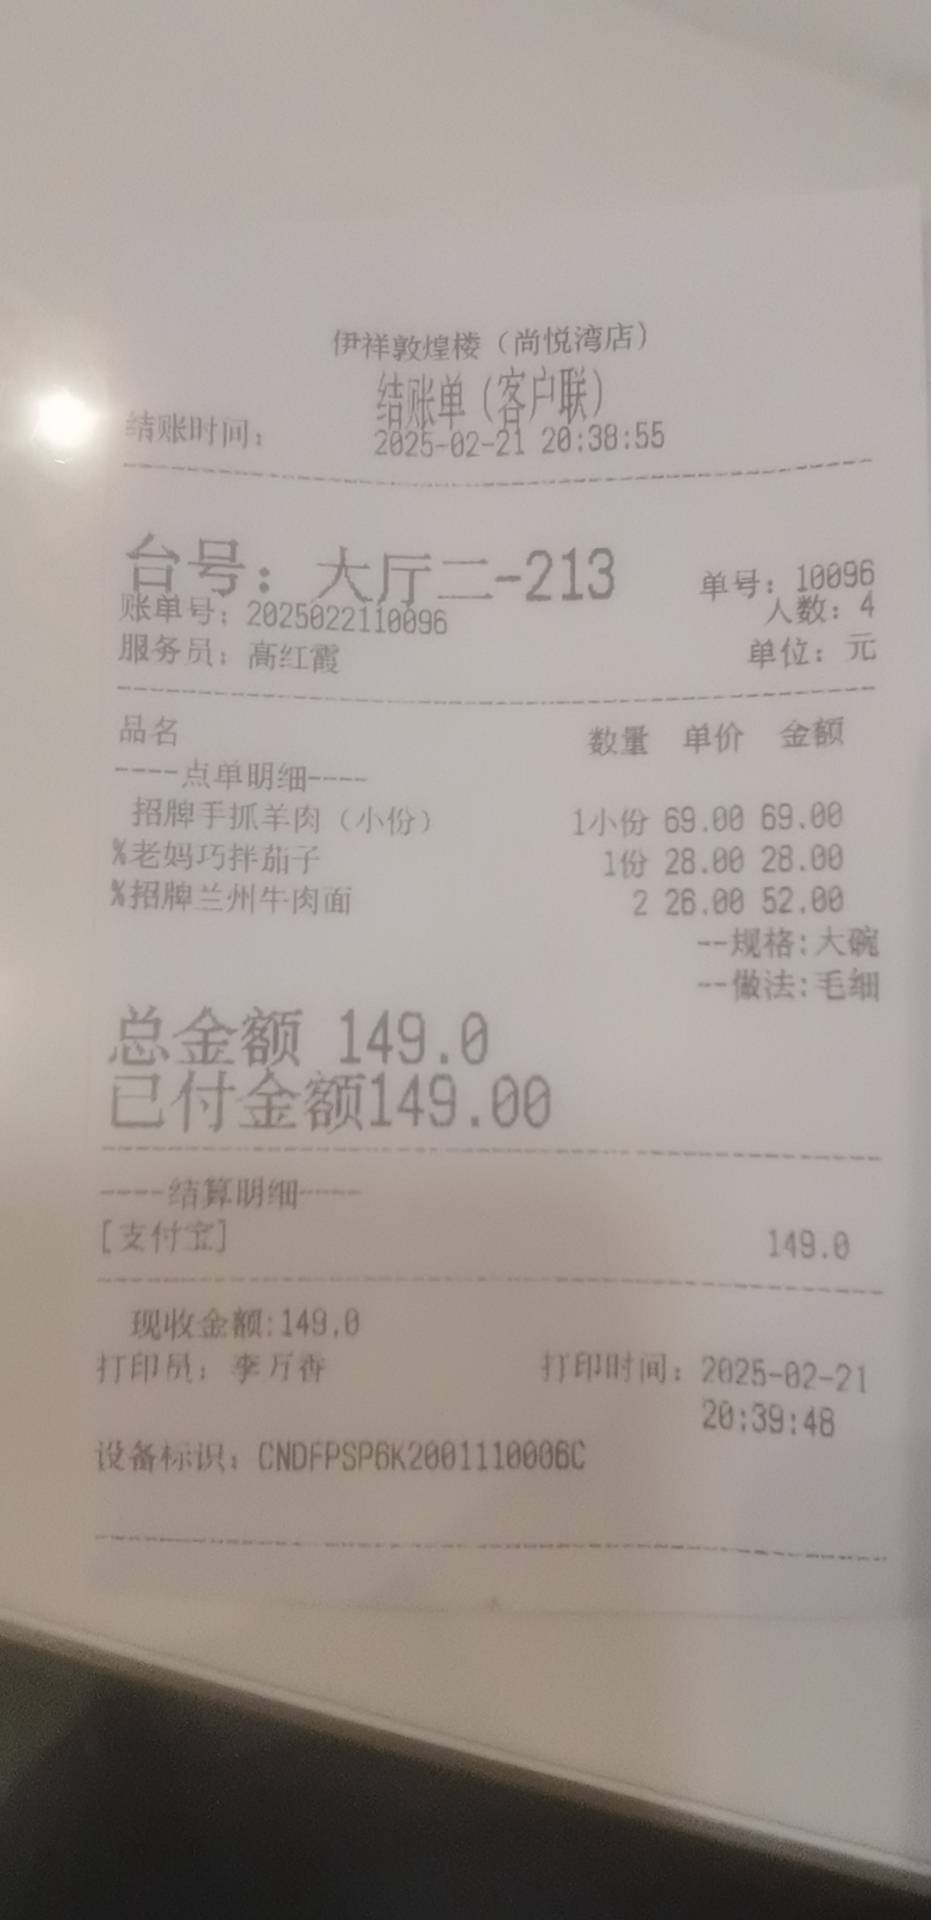 伊祥敦煌楼（尚悦湾店）
结账单（客户联）
结账时间： 2025-02-21 20:38:55
台号：大厅二-213 单号：10096
账单号：2025022110096 人数：4
服务员：高红霞 单位：元
品名 数量 单价 金额
----点单明细----
招牌手抓羊肉（小份） 1小份 69.00 69.00
%老妈巧拌茄子 1份 28.00 28.00
%招牌兰州牛肉面 2 26.00 52.00
--规格:大碗
--做法:毛细
总金额 149.0
已付金额149.00
----结算明细----
[支付宝] 149.0
现收金额:149.0
打印员：李万香 打印时间：2025-02-21
20:39:48
设备标识：CNDFPSP6K2001110006C